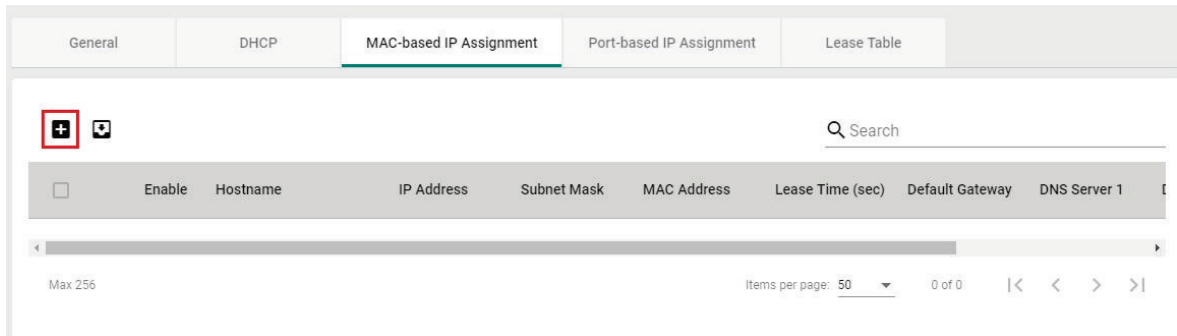 General DHCP MAC-based IP Assignment Port-based IP Assignment Lease Table
Search
Enable Hostname IP Address Subnet Mask MAC Address Lease Time (sec) Default Gateway DNS Server 1
Max 256 Items per page: 50 0 of 0